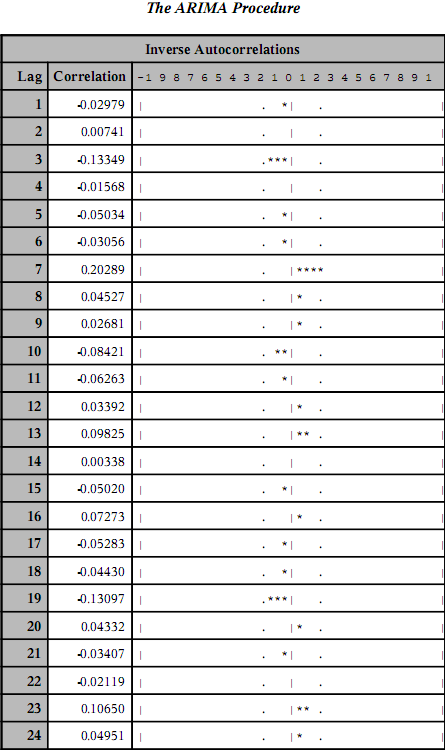 The ARIMA Procedure
Inverse Autocorrelations
Lag Correlation -1 9 8 7 6 5 4 3 2 1 0 1 2 3 4 5 6 7 8 9 1
1 -0.02979 | . *| . |
2 0.00741 | . | . |
3 -0.13349 | .***| . |
4 -0.01568 | . | . |
5 -0.05034 | . *| . |
6 -0.03056 | . *| . |
7 0.20289 | . |**** |
8 0.04527 | . |* . |
9 0.02681 | . |* . |
10 -0.08421 | . **| . |
11 -0.06263 | . *| . |
12 0.03392 | . |* . |
13 0.09825 | . |** . |
14 0.00338 | . | . |
15 -0.05020 | . *| . |
16 0.07273 | . |* . |
17 -0.05283 | . *| . |
18 -0.04430 | . *| . |
19 -0.13097 | .***| . |
20 0.04332 | . |* . |
21 -0.03407 | . *| . |
22 -0.02119 | . | . |
23 0.10650 | . |** . |
24 0.04951 | . |* . |